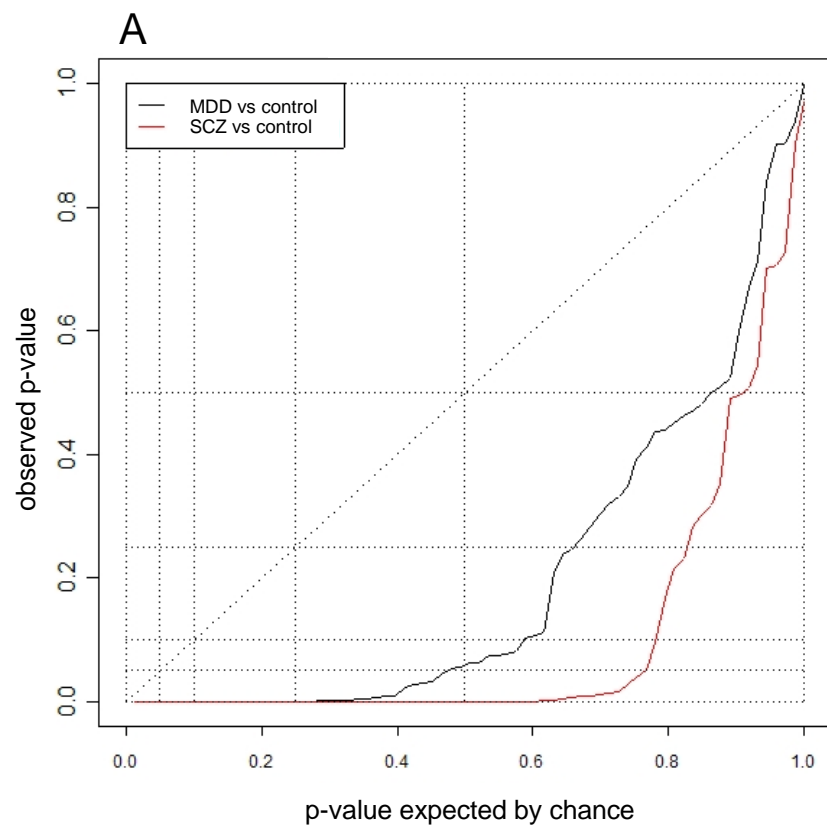 A
MDD vs control
SCZ vs control
observed p-value
1.0
0.8
0.6
0.4
0.2
0.0
0.0 0.2 0.4 0.6 0.8 1.0
p-value expected by chance